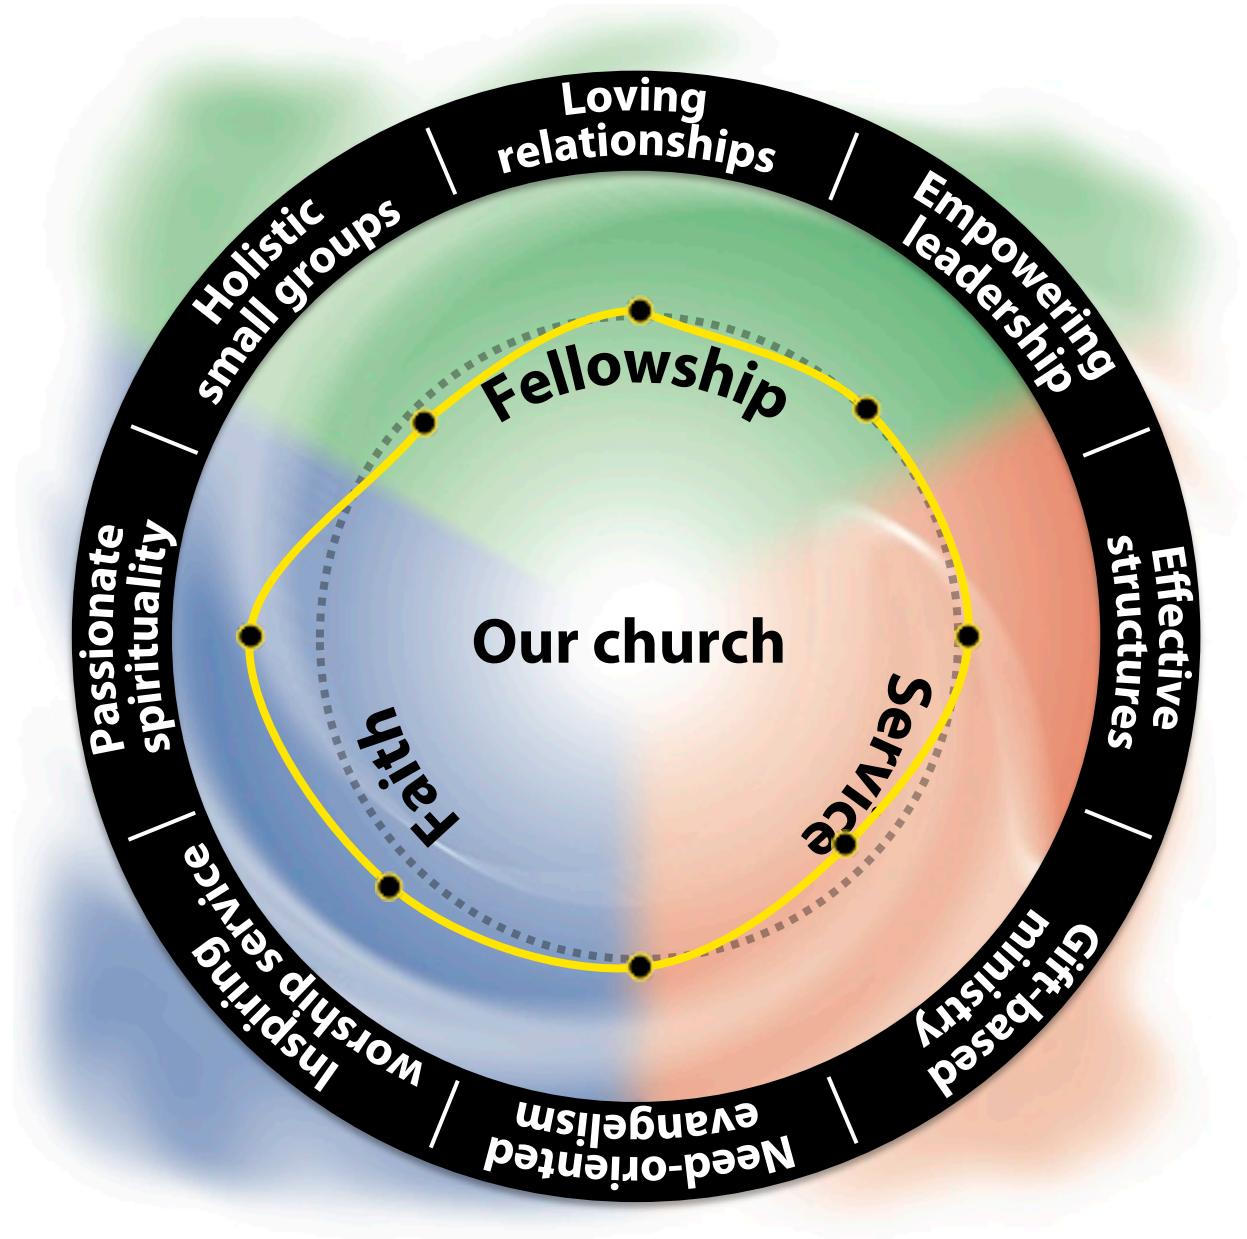 Loving
relationships
Empowering
leadership
Effective
structures
Gift-based
ministry
Need-oriented
evangelism
Inspiring
worship service
Passionate
spirituality
Holistic
small groups
Fellowship
Our church
Service
Faith